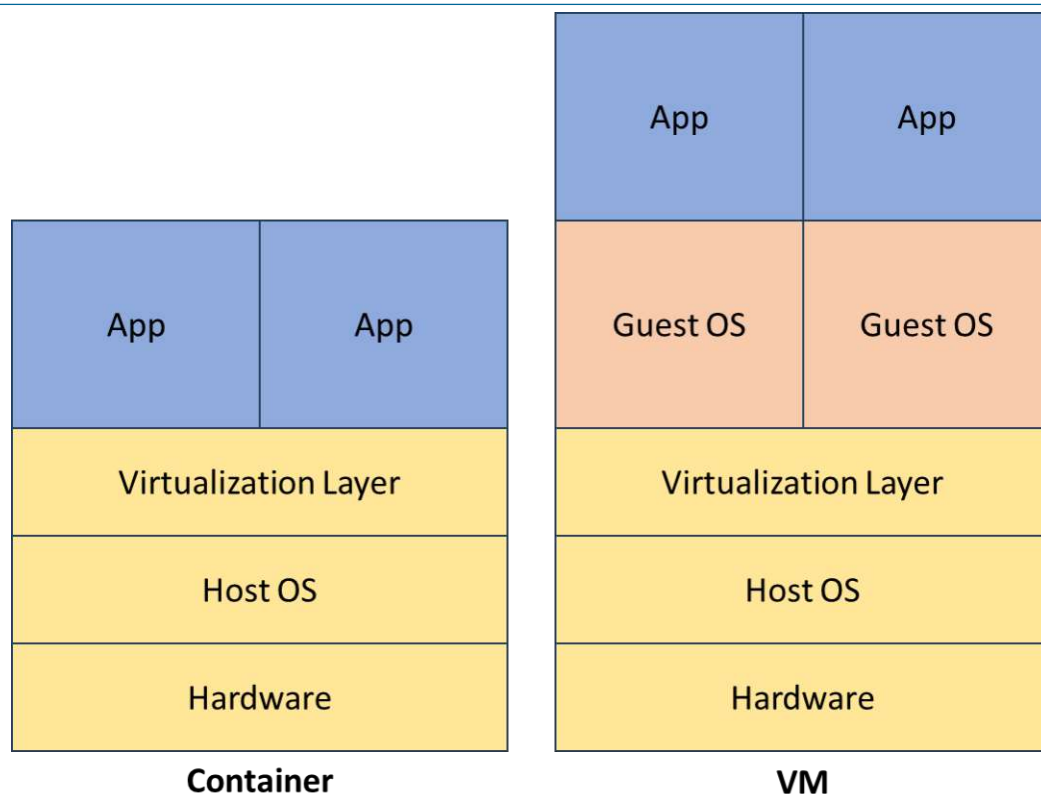 App
App
Virtualization Layer
Host OS
Hardware
Container
App
App
Guest OS
Guest OS
Virtualization Layer
Host OS
Hardware
VM